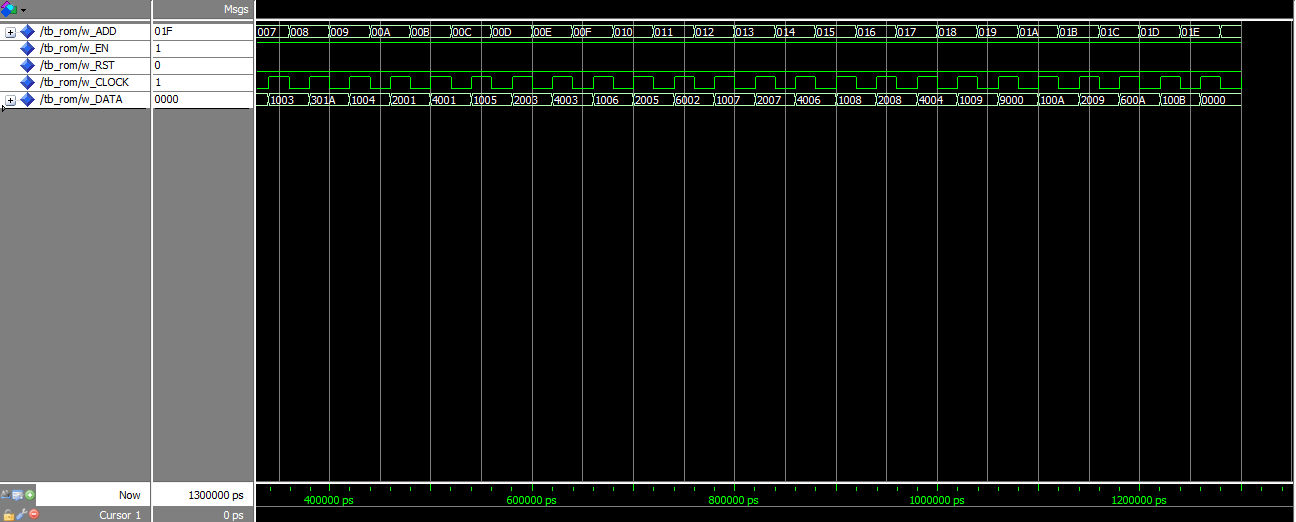 Msgs
/tb_rom/w_ADD 01F 007 008 009 00A 00B 00C 00D 00E 00F 010 011 012 013 014 015 016 017 018 019 01A 01B 01C 01D 01E
/tb_rom/w_EN 1
/tb_rom/w_RST 0
/tb_rom/w_CLOCK 1
/tb_rom/w_DATA 0000 1003 301A 1004 2001 4001 1005 2003 4003 1006 2005 6002 1007 2007 4006 1008 2008 4004 1009 9000 100A 2009 600A 100B 0000
Now 1300000 ps 400000 ps 600000 ps 800000 ps 1000000 ps 1200000 ps
Cursor 1 0 ps